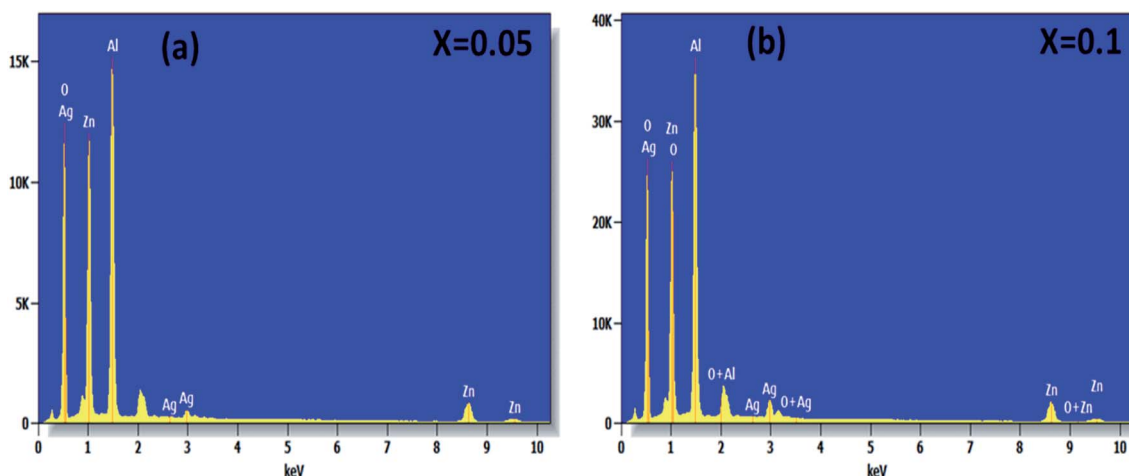 (a)
X=0.05
15K
10K
5K
0
O
Ag
Zn
Al
Ag
Ag
Zn
Zn
0 1 2 3 4 5 6 7 8 9 10
keV
(b)
X=0.1
40K
30K
20K
10K
0
O
Ag
Zn
O
Al
O+Al
Ag
Ag
O+Ag
Zn
O+Zn
Zn
0 1 2 3 4 5 6 7 8 9 10
keV